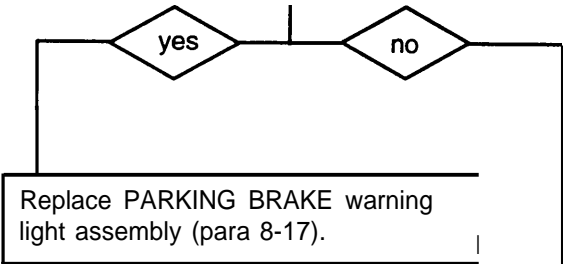 yes no
Replace PARKING BRAKE warning
light assembly (para 8-17).